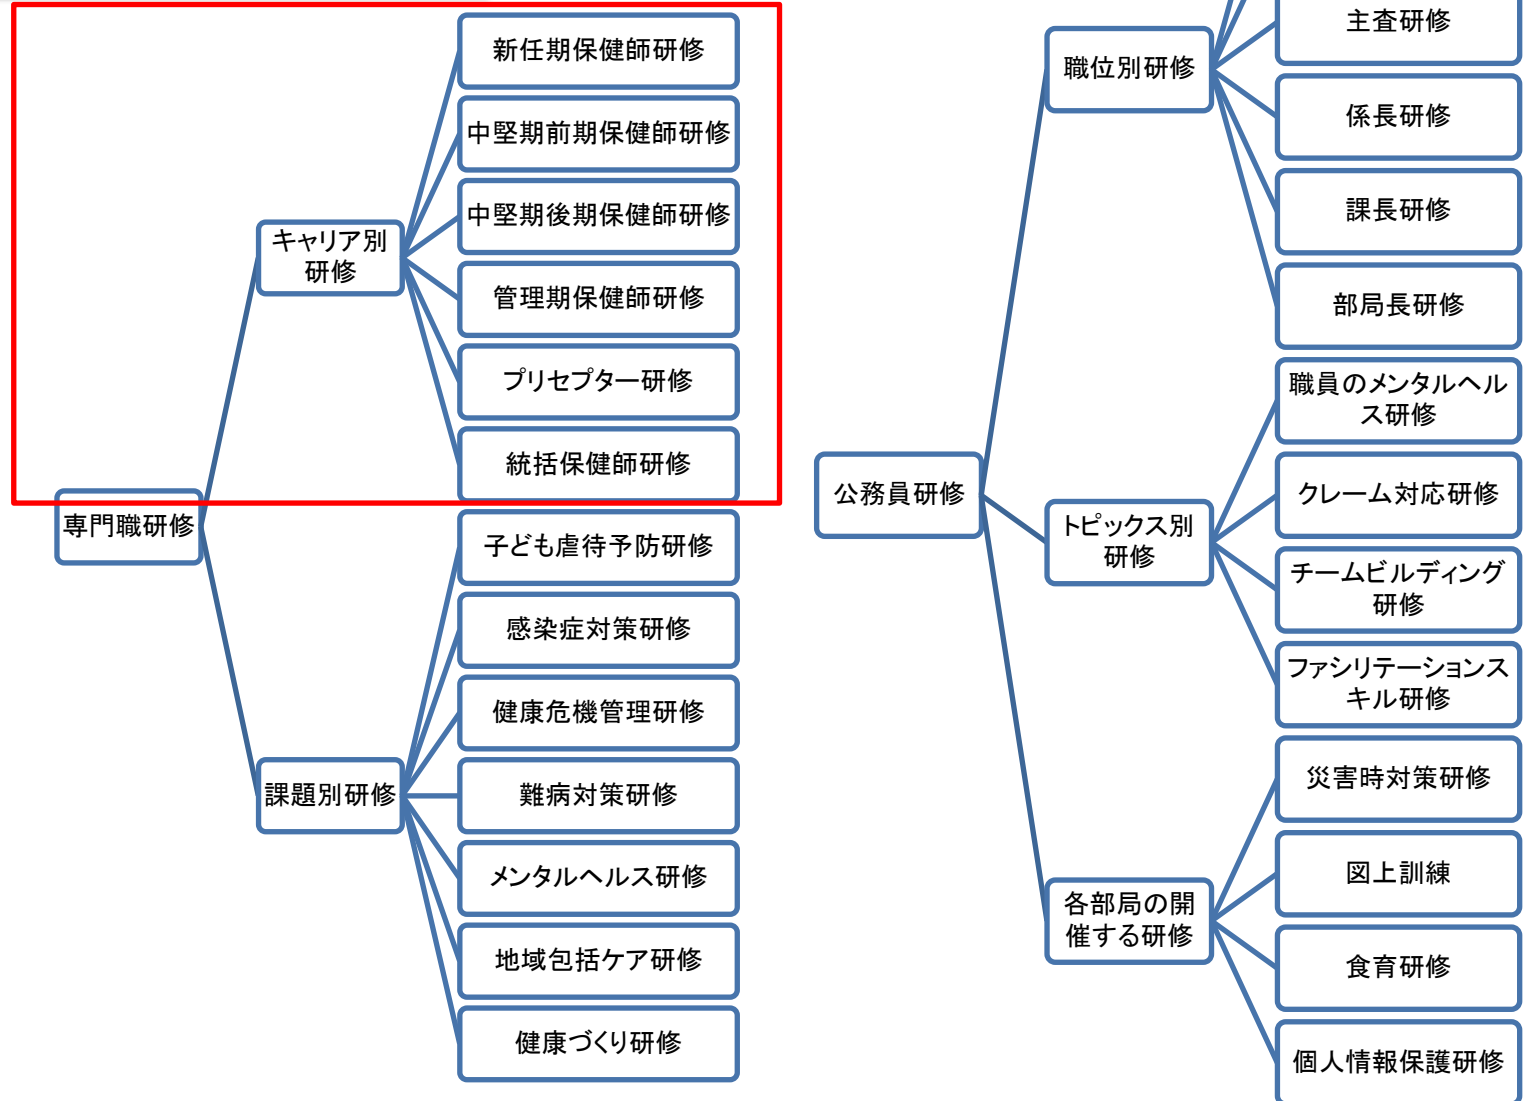 専門職研修
キャリア別
研修
新任期保健師研修
中堅期前期保健師研修
中堅期後期保健師研修
管理期保健師研修
プリセプター研修
統括保健師研修
課題別研修
子ども虐待予防研修
感染症対策研修
健康危機管理研修
難病対策研修
メンタルヘルス研修
地域包括ケア研修
健康づくり研修
公務員研修
職位別研修
主査研修
係長研修
課長研修
部局長研修
トピックス別
研修
職員のメンタルヘル
ス研修
クレーム対応研修
チームビルディング
研修
ファシリテーションス
キル研修
各部局の開
催する研修
災害時対策研修
図上訓練
食育研修
個人情報保護研修